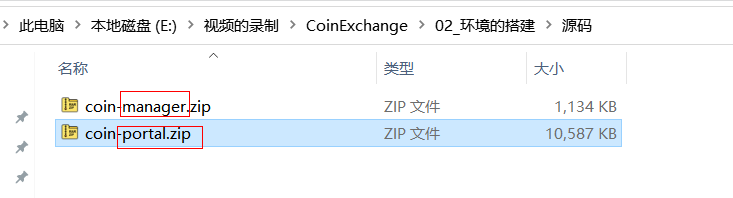 此电脑 > 本地磁盘 (E:) > 视频的录制 > CoinExchange > 02_环境的搭建 > 源码
名称 类型 大小
coin-manager.zip ZIP 文件 1,134 KB
coin-portal.zip ZIP 文件 10,587 KB